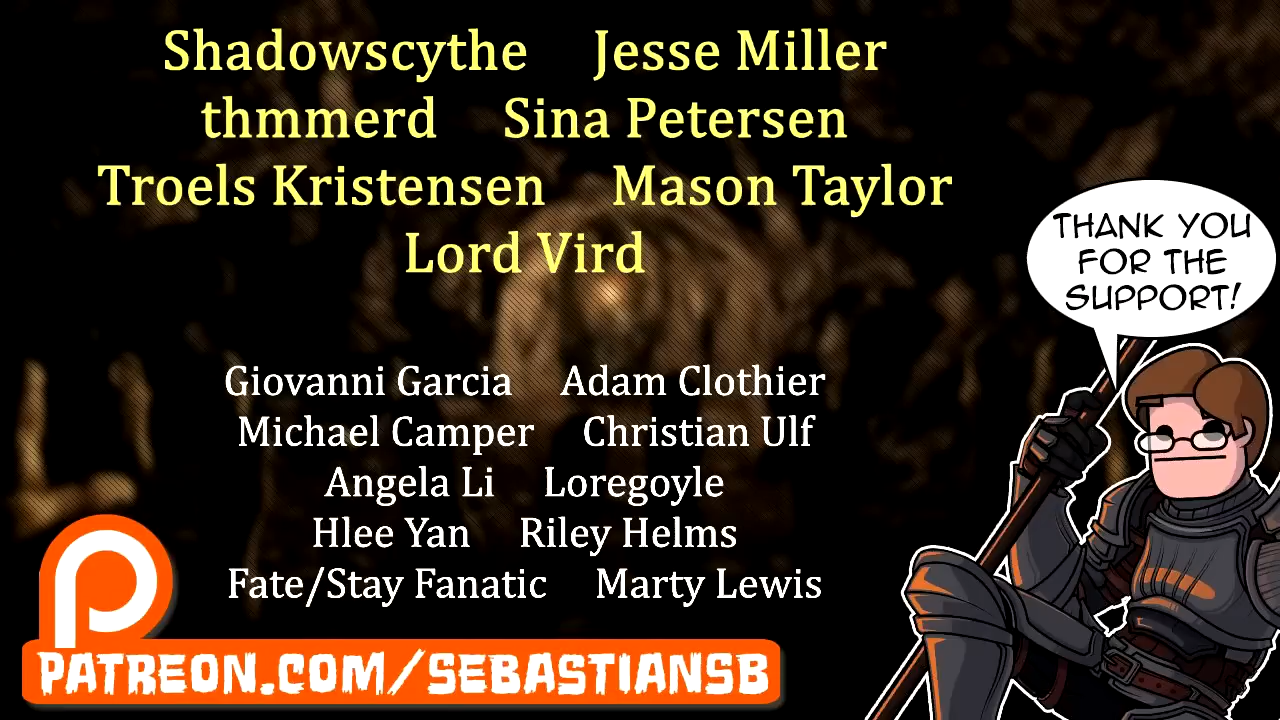 Shadowscythe Jesse Miller
thmmerd Sina Petersen
Troels Kristensen Mason Taylor
Lord Vird
THANK YOU
FOR THE
SUPPORT!
Giovanni Garcia Adam Clothier
Michael Camper Christian Ulf
Angela Li Loregoyle
Hlee Yan Riley Helms
Fate/Stay Fanatic Marty Lewis
PATREON.COM/SEBASTIANSB